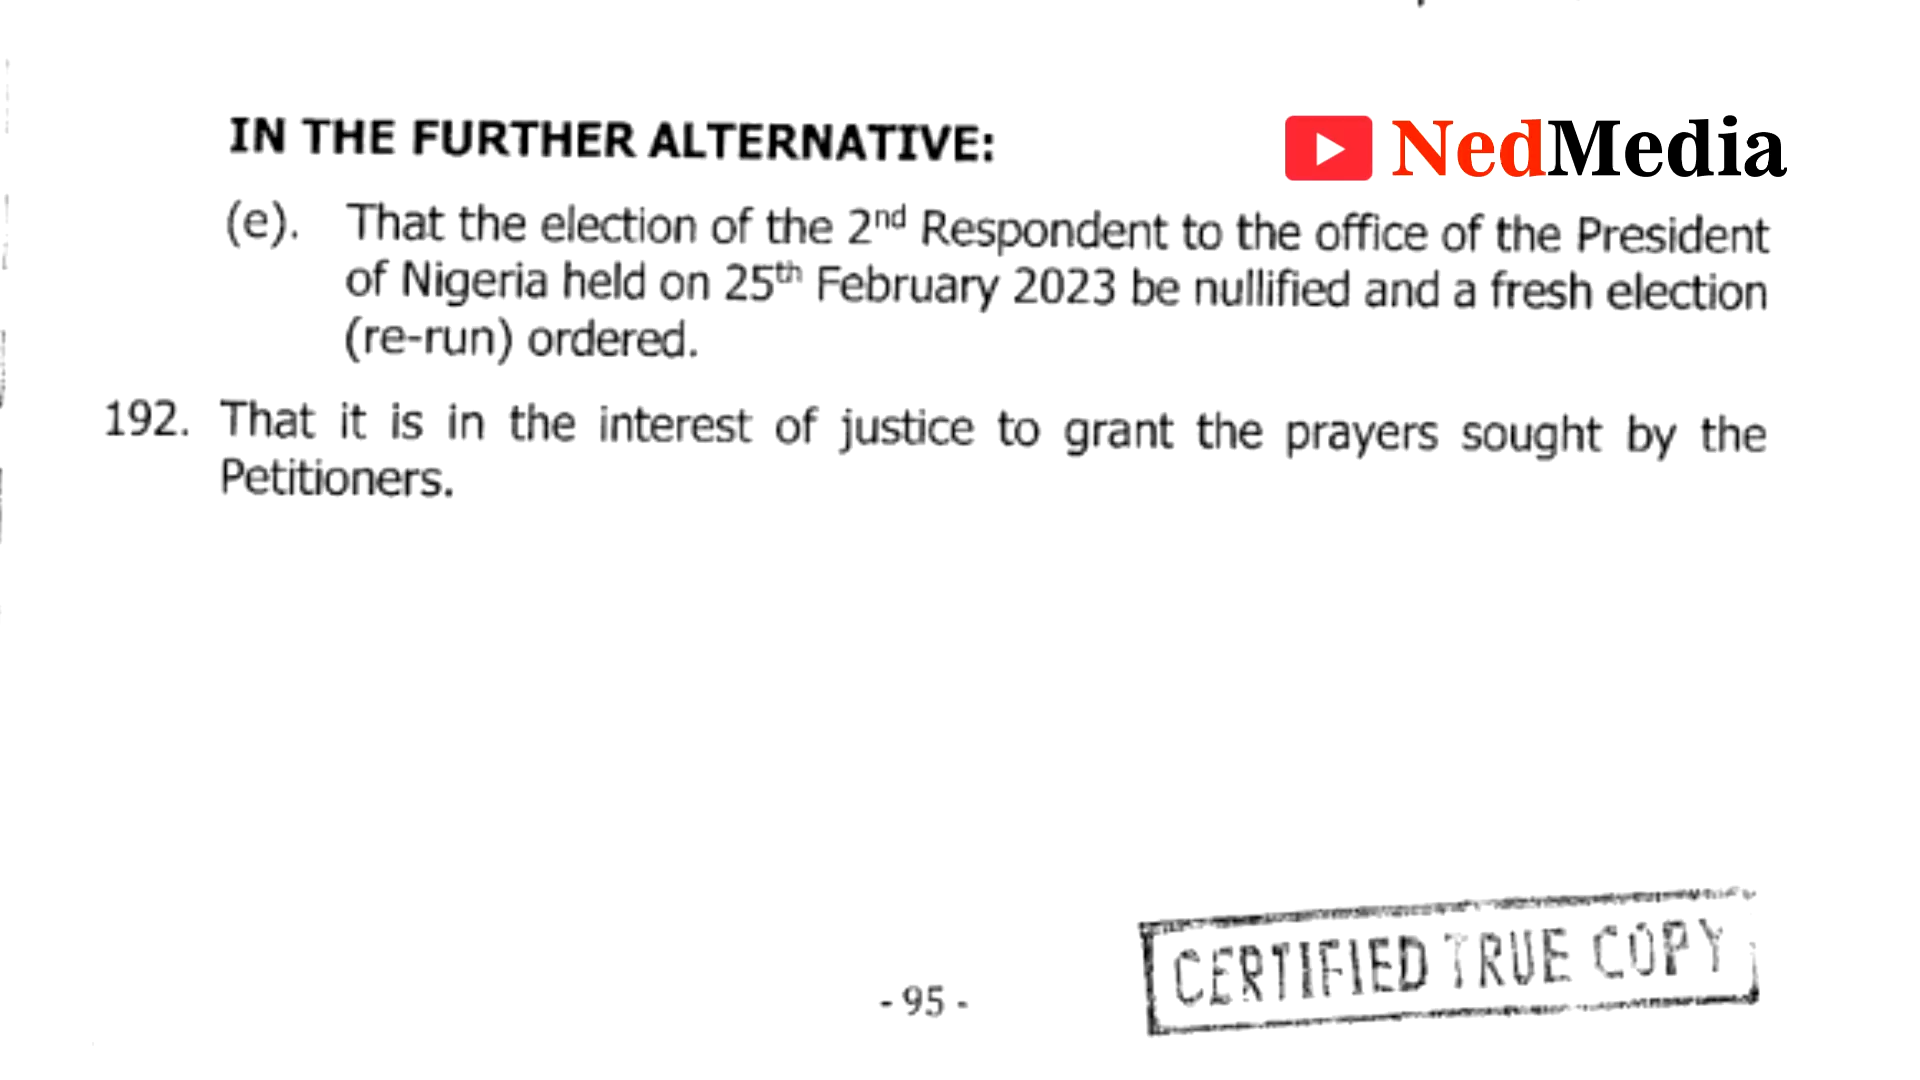 IN THE FURTHER ALTERNATIVE:
NedMedia
(e). That the election of the 2nd Respondent to the office of the President
of Nigeria held on 25th February 2023 be nullified and a fresh election
(re-run) ordered.
192. That it is in the interest of justice to grant the prayers sought by the
Petitioners.
- 95 -
CERTIFIED TRUE COPY